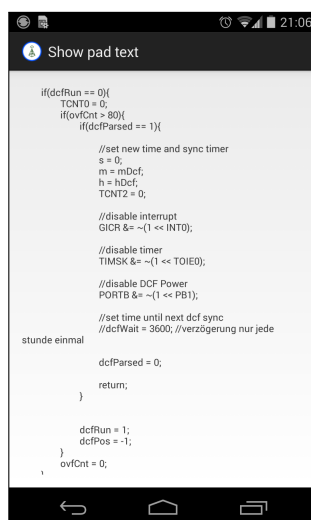 21:06
Show pad text
if(dcfRun == 0){
TCNT0 = 0;
if(ovfCnt > 80){
if(dcfParsed == 1){
//set new time and sync timer
s = 0;
m = mDcf;
h = hDcf;
TCNT2 = 0;
//disable interrupt
GICR &= ~(1 << INT0);
//disable timer
TIMSK &= ~(1 << TOIE0);
//disable DCF Power
PORTB &= ~(1 << PB1);
//set time until next dcf sync
//dcfWait = 3600; //verzögerung nur jede
stunde einmal
dcfParsed = 0;
return;
}
dcfRun = 1;
dcfPos = -1;
}
ovfCnt = 0;
}